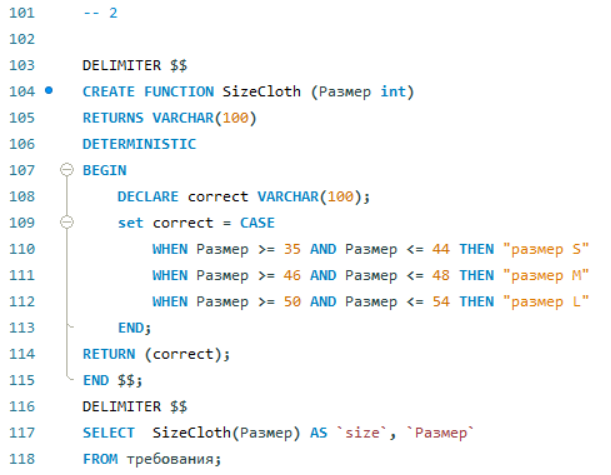 101 -- 2
102
103 DELIMITER $$
104 CREATE FUNCTION SizeCloth (Размер int)
105 RETURNS VARCHAR(100)
106 DETERMINISTIC
107 BEGIN
108 DECLARE correct VARCHAR(100);
109 set correct = CASE
110 WHEN Размер >= 35 AND Размер <= 44 THEN "размер S"
111 WHEN Размер >= 46 AND Размер <= 48 THEN "размер M"
112 WHEN Размер >= 50 AND Размер <= 54 THEN "размер L"
113 END;
114 RETURN (correct);
115 END $$;
116 DELIMITER $$
117 SELECT SizeCloth(Размер) AS `size`, `Размер`
118 FROM требования;